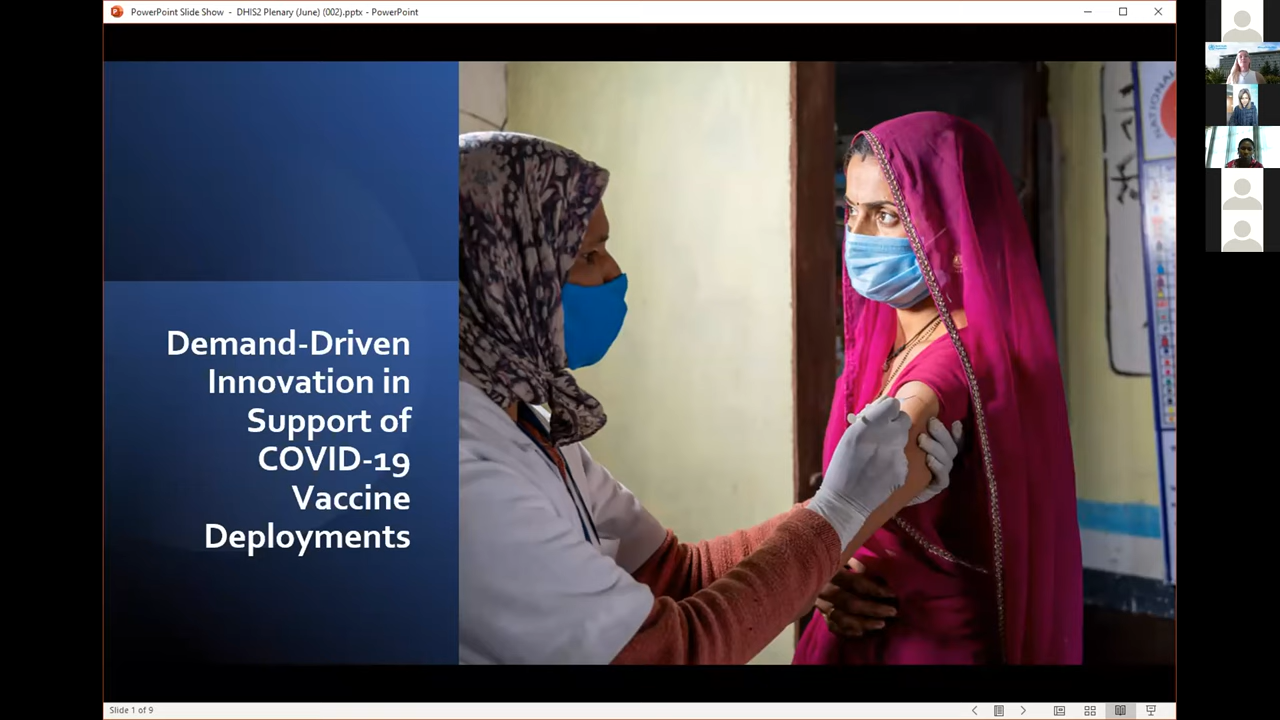 PowerPoint Slide Show - DHIS2 Plenary (June) (002).pptx - PowerPoint
Demand-Driven
Innovation in
Support of
COVID-19
Vaccine
Deployments
NATIONAL
Slide 1 of 9